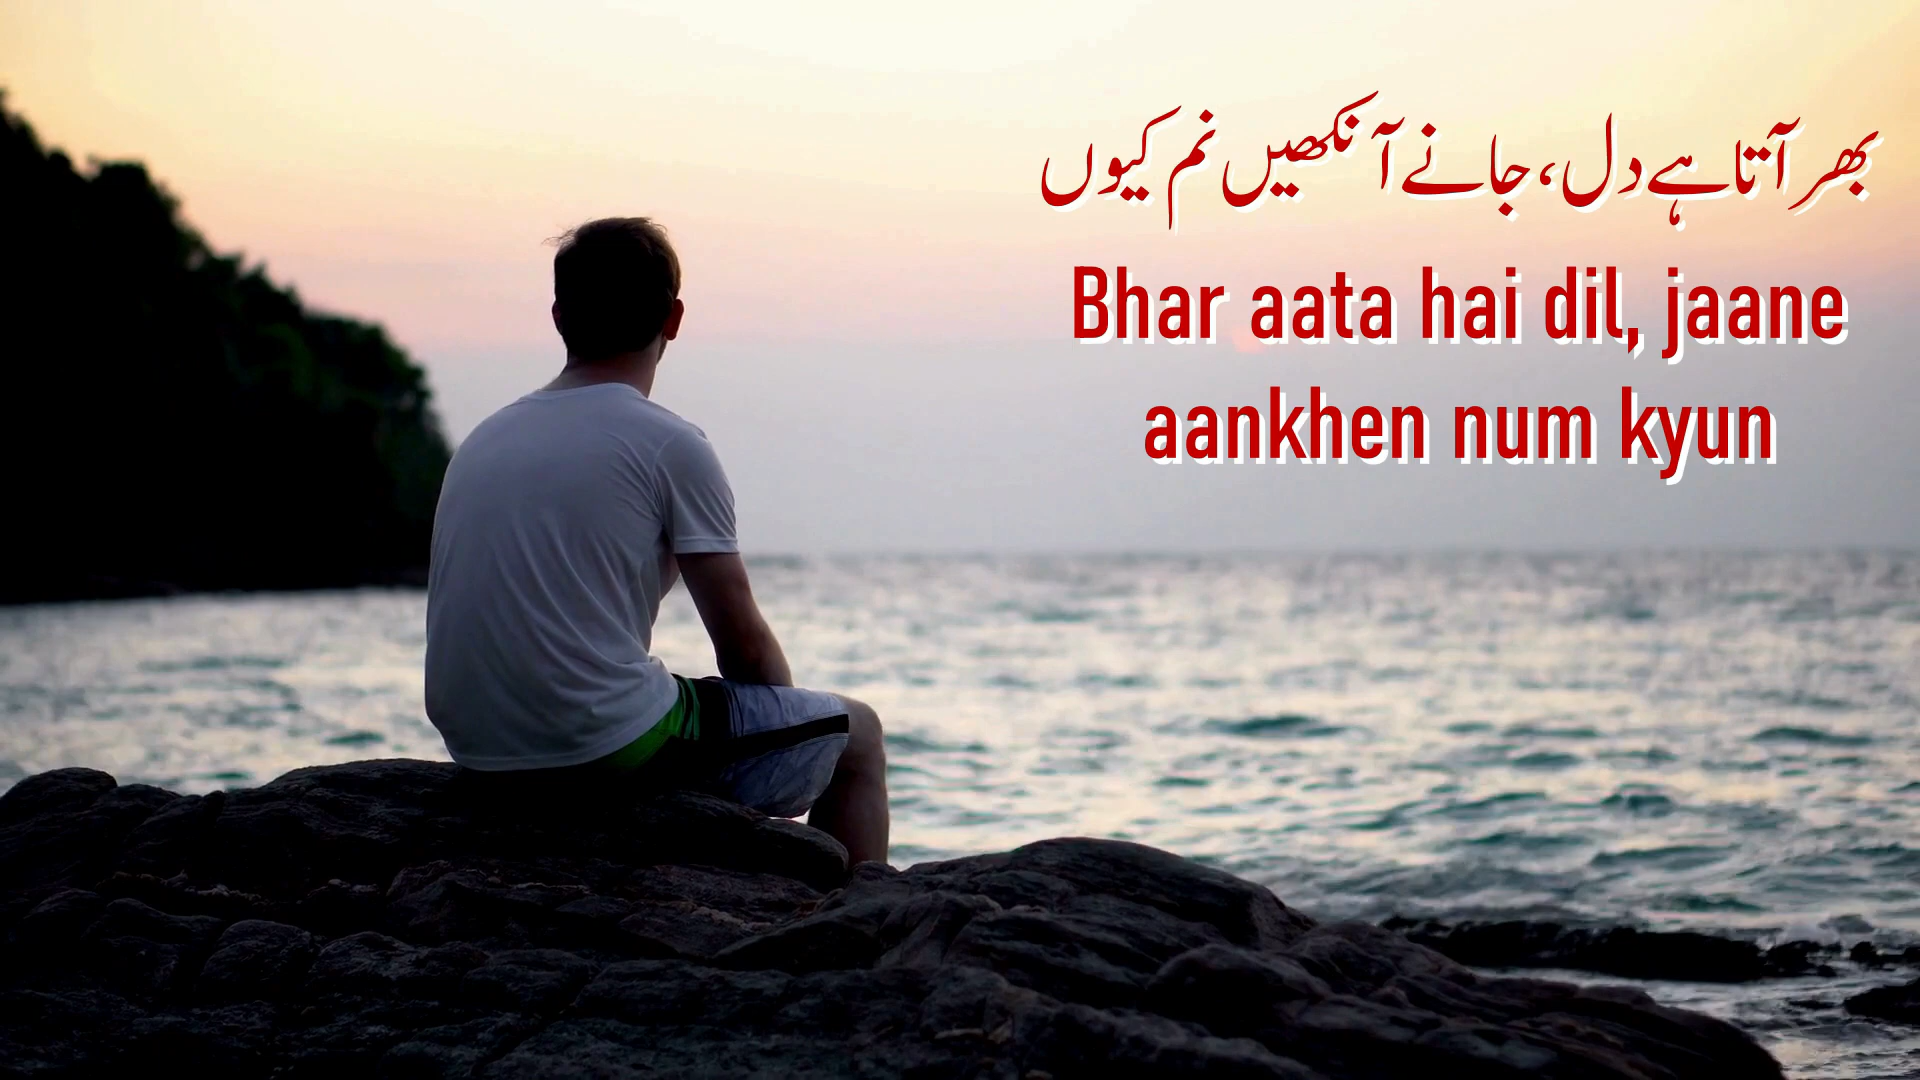 بھر آتا ہے دل، جانے آنکھیں نم کیوں
Bhar aata hai dil, jaane
aankhen num kyun